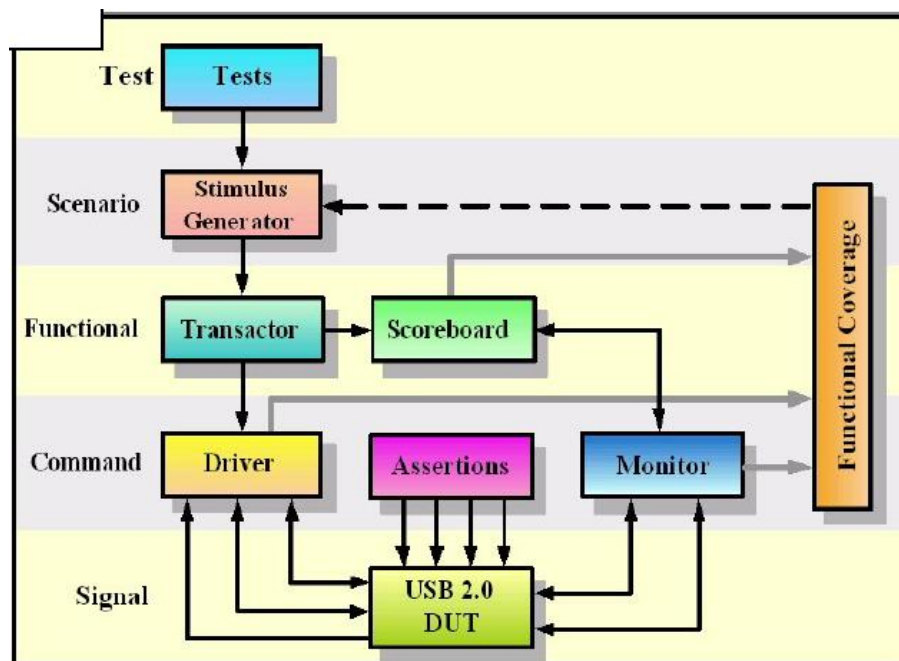 Test
Tests
Scenario
Stimulus
Generator
Functional
Transactor
Scoreboard
Functional Coverage
Command
Driver
Assertions
Monitor
Signal
USB 2.0
DUT